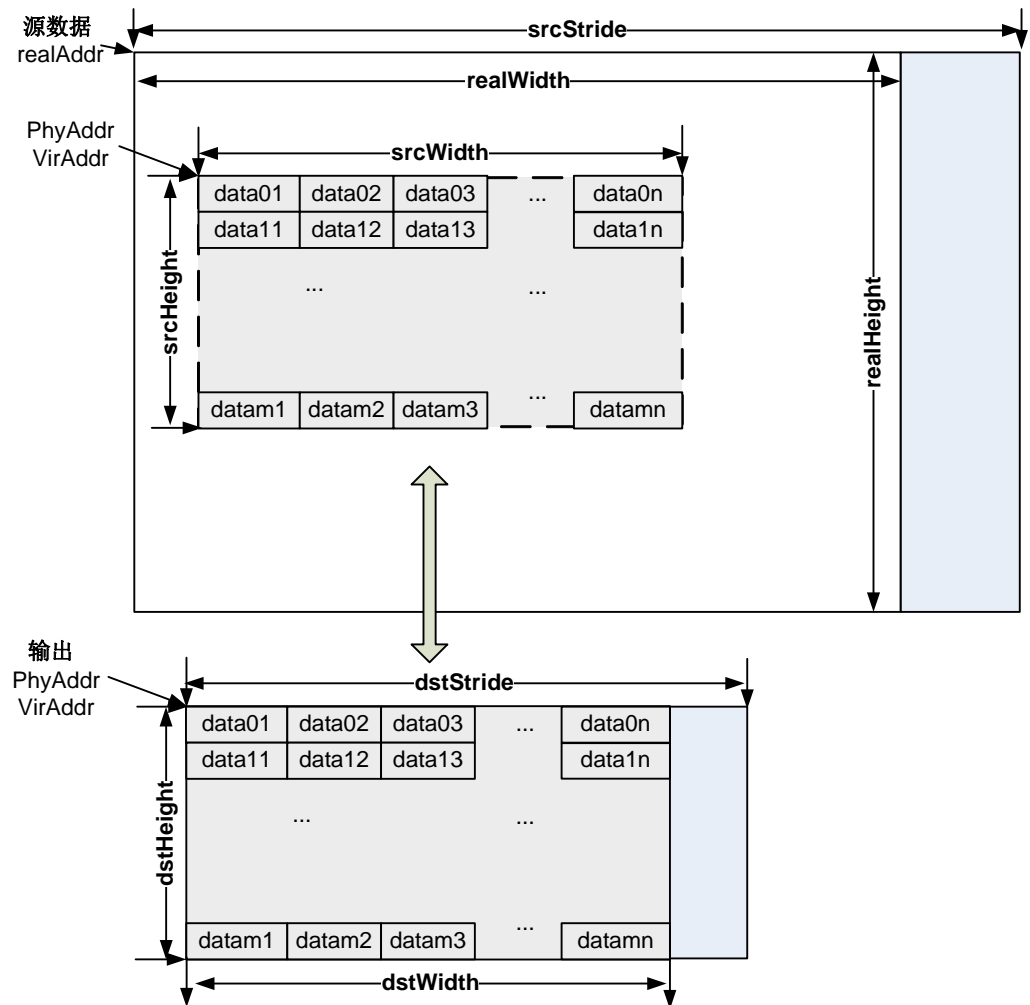 源数据
realAddr
srcStride
realWidth
PhyAddr
VirAddr
srcWidth
data01 data02 data03 ... data0n
data11 data12 data13 data1n
srcHeight
... ...
realHeight
datam1 datam2 datam3 ... datamn
输出
PhyAddr
VirAddr
dstStride
data01 data02 data03 ... data0n
data11 data12 data13 data1n
dstHeight
... ...
datam1 datam2 datam3 ... datamn
dstWidth